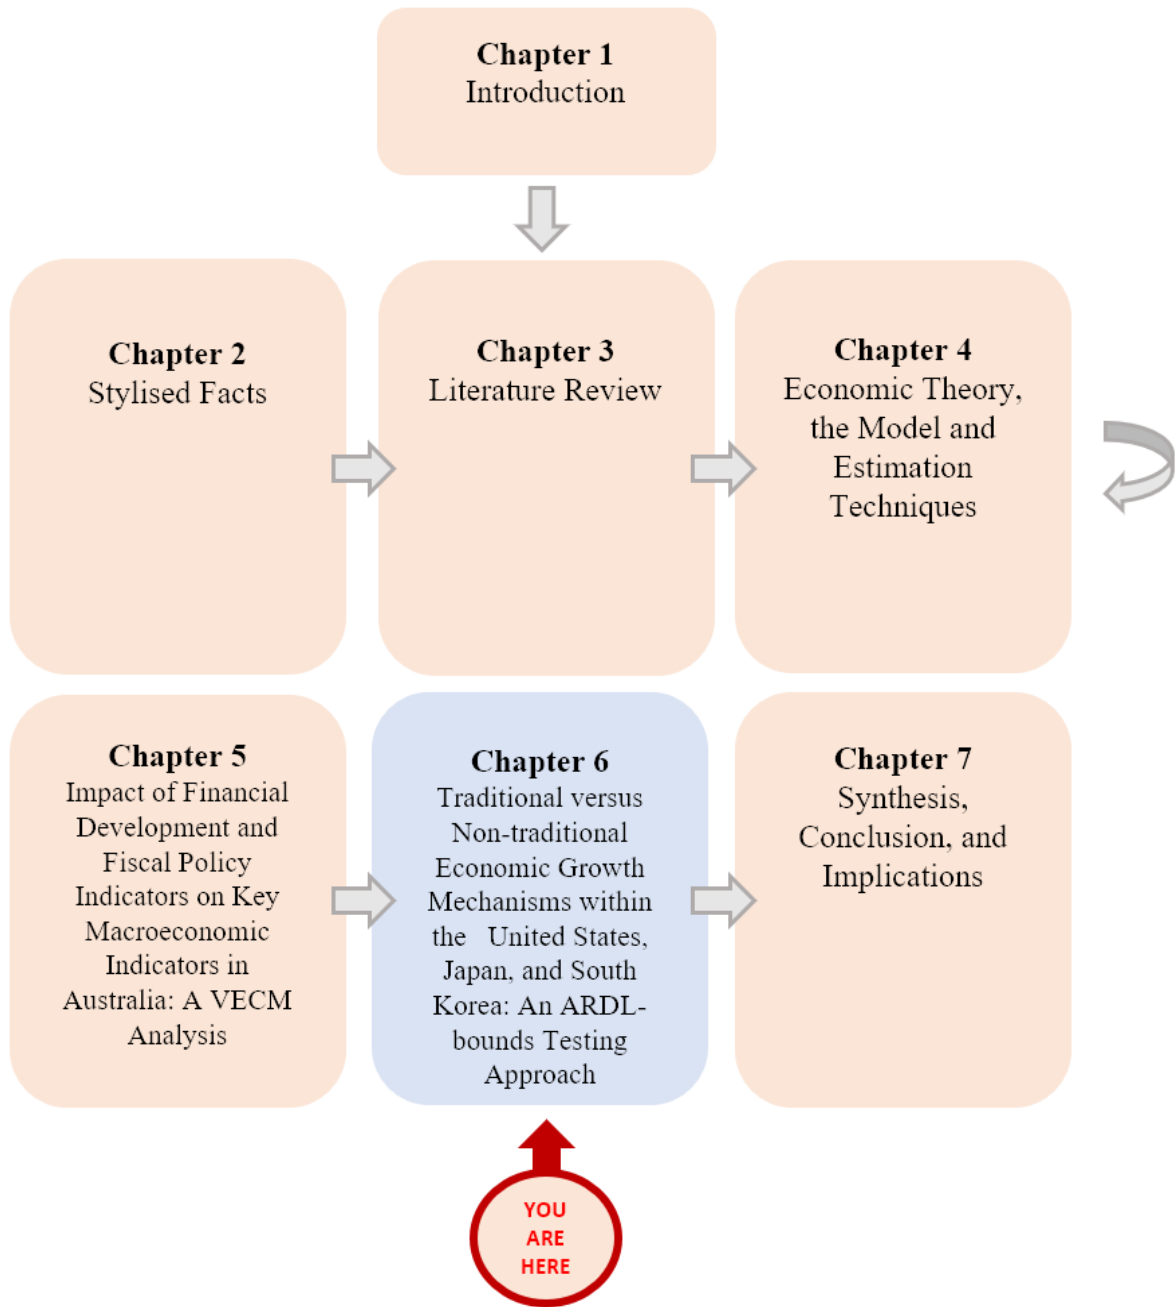 Chapter 1
Introduction
Chapter 2
Stylised Facts
Chapter 3
Literature Review
Chapter 4
Economic Theory,
the Model and
Estimation
Techniques
Chapter 5
Impact of Financial
Development and
Fiscal Policy
Indicators on Key
Macroeconomic
Indicators in
Australia: A VECM
Analysis
Chapter 6
Traditional versus
Non-traditional
Economic Growth
Mechanisms within
the United States,
Japan, and South
Korea: An ARDL-
bounds Testing
Approach
Chapter 7
Synthesis,
Conclusion, and
Implications
YOU
ARE
HERE